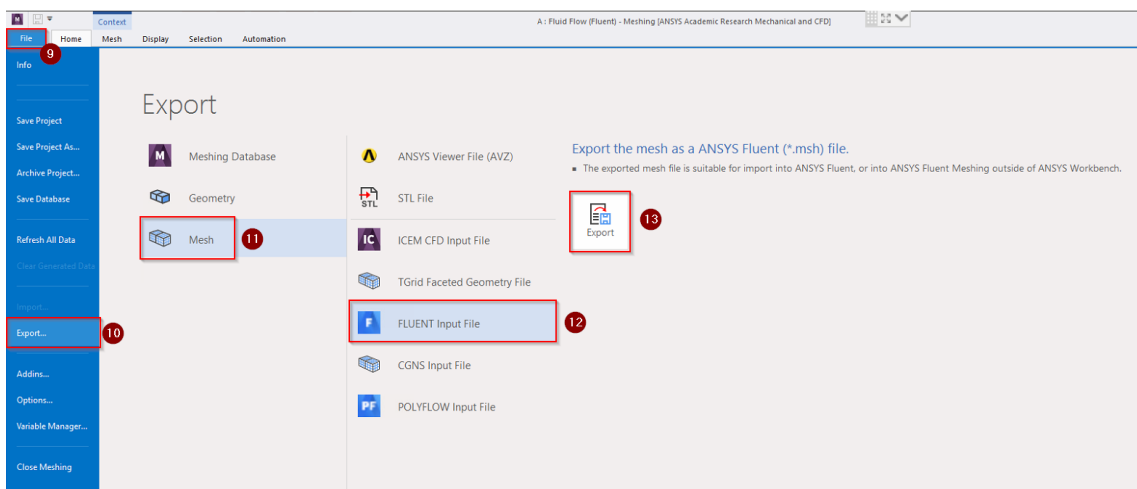 Context
A : Fluid Flow (Fluent) - Meshing [ANSYS Academic Research Mechanical and CFD]
File Home Mesh Display Selection Automation
9
Info
Export
Save Project
Save Project As...
Archive Project...
Save Database
Refresh All Data
Clear Generated Data
Import...
Export...
10
Addins...
Options...
Variable Manager...
Close Meshing
M Meshing Database
Geometry
Mesh
11
ANSYS Viewer File (AVZ)
STL STL File
IC ICEM CFD Input File
TGrid Faceted Geometry File
F FLUENT Input File
12
CGNS Input File
PF POLYFLOW Input File
Export the mesh as a ANSYS Fluent (*.msh) file.
The exported mesh file is suitable for import into ANSYS Fluent, or into ANSYS Fluent Meshing outside of ANSYS Workbench.
Export
13